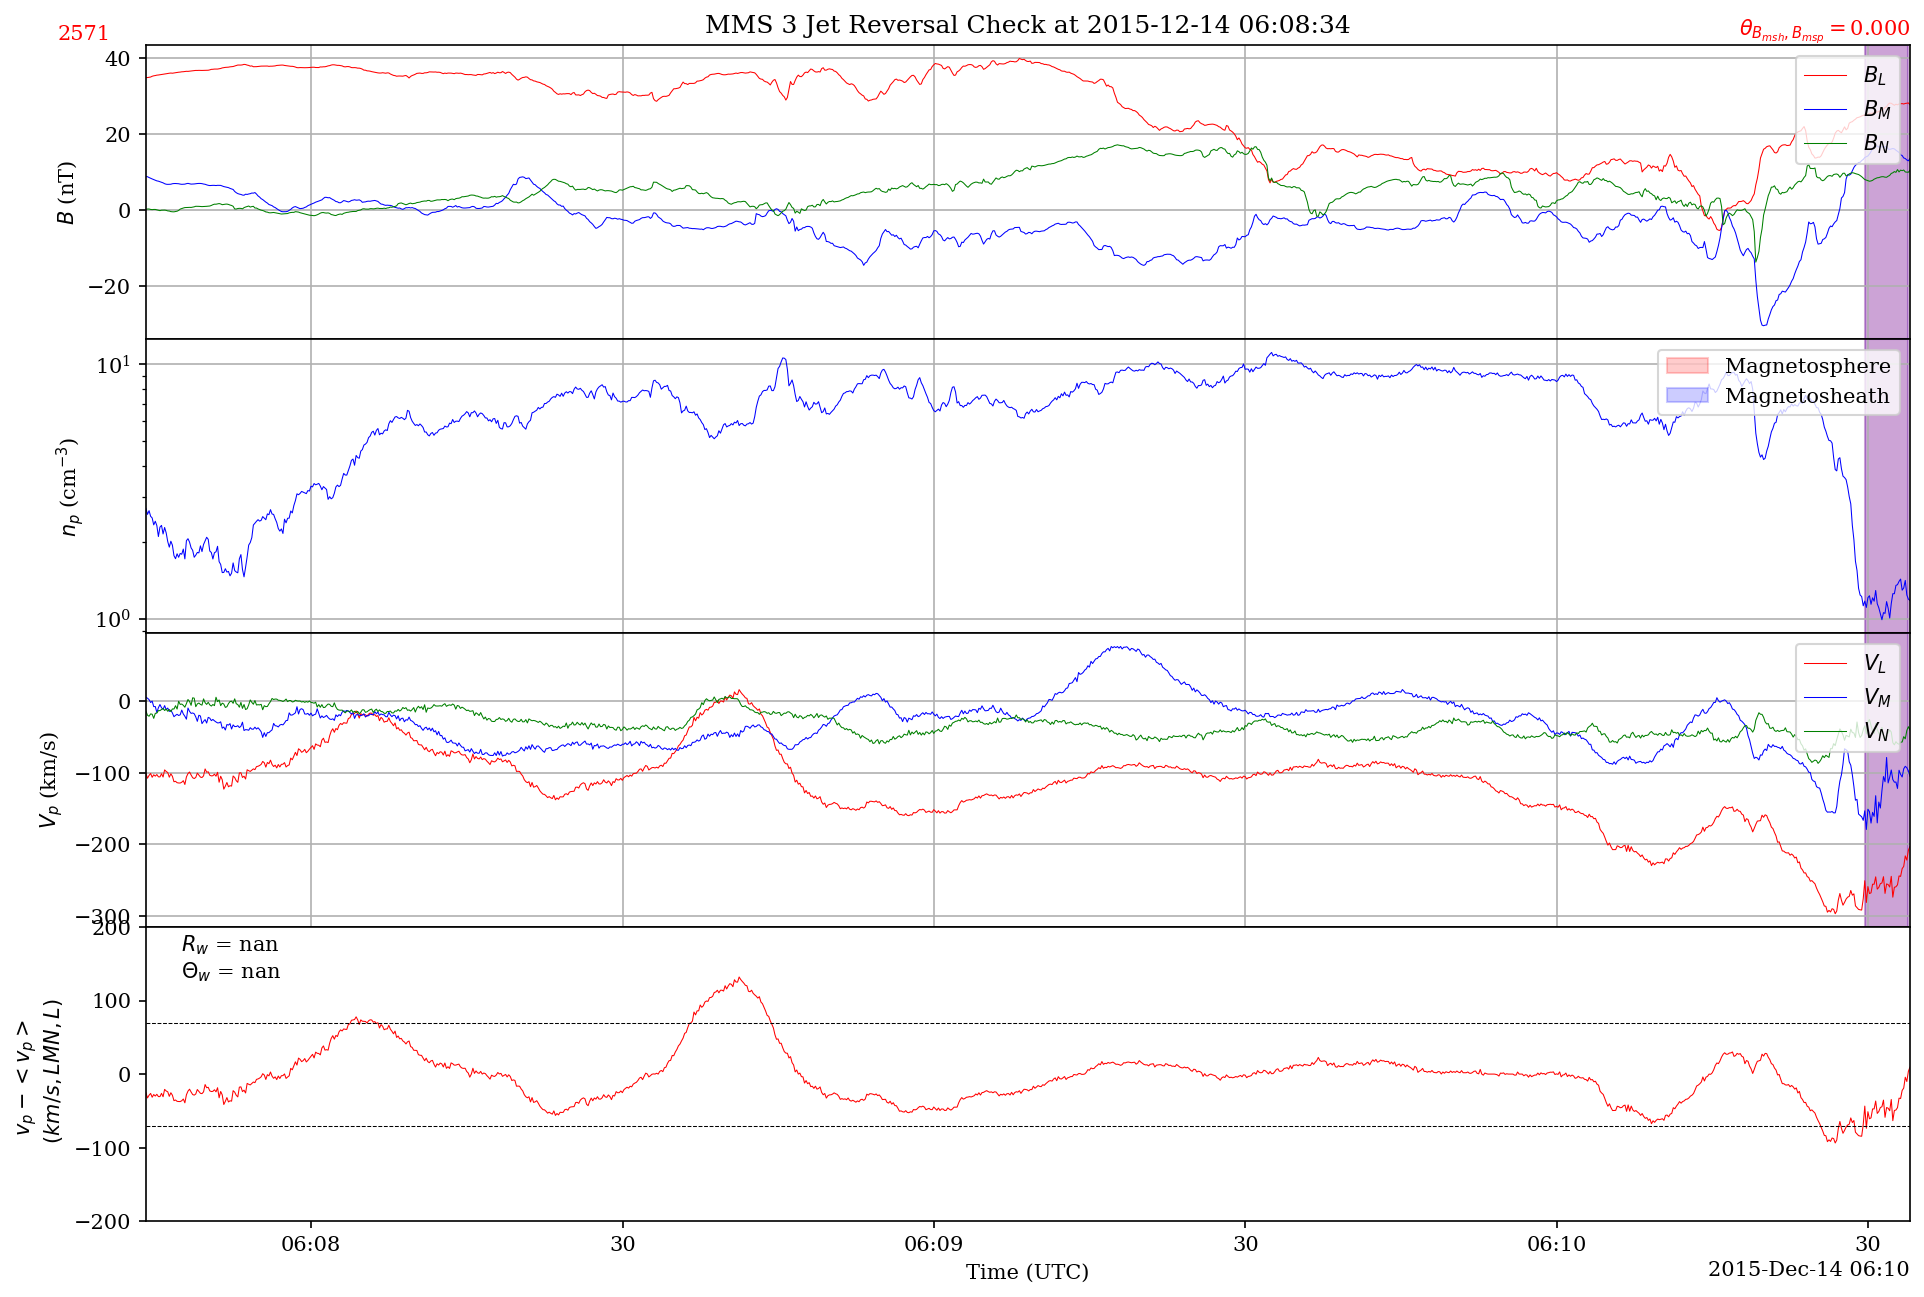 2571
MMS 3 Jet Reversal Check at 2015-12-14 06:08:34
θ_{B_{msh}, B_{msp}} = 0.000
40
20
0
−20
B (nT)
B_L
B_M
B_N
10^1
10^0
n_p (cm^{−3})
Magnetosphere
Magnetosheath
0
−100
−200
−300
V_p (km/s)
V_L
V_M
V_N
200
100
0
−100
−200
v_p − < v_p >
(km/s, LMN, L)
R_w = nan
Θ_w = nan
06:08
30
06:09
30
06:10
30
Time (UTC)
2015-Dec-14 06:10